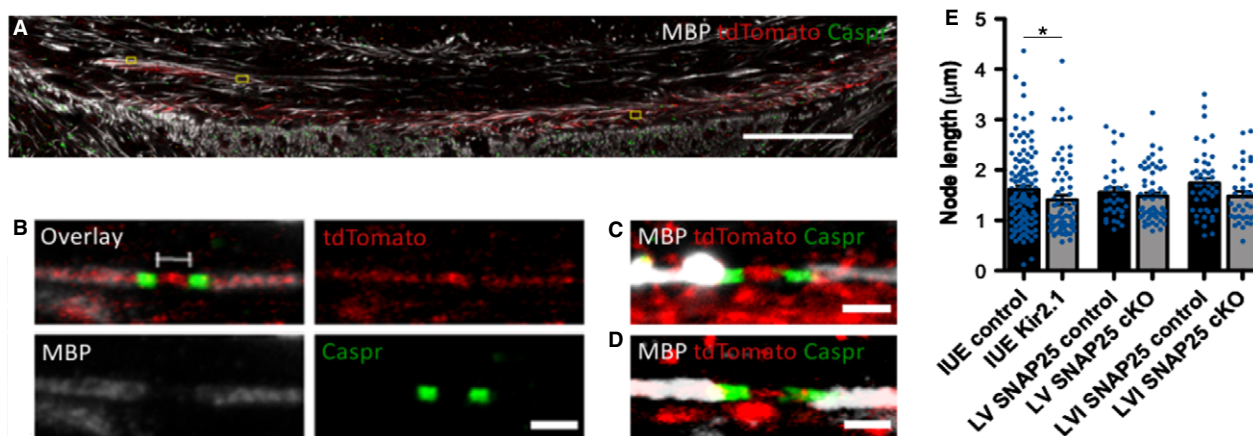 A
MBP tdTomato Caspr
B
Overlay
tdTomato
MBP
Caspr
C
MBP tdTomato Caspr
D
MBP tdTomato Caspr
E
Node length (μm)
5
4
3
2
1
0
*
IUE control
IUE Kir2.1
LV SNAP25 control
LV SNAP25 cKO
LVI SNAP25 control
LVI SNAP25 cKO